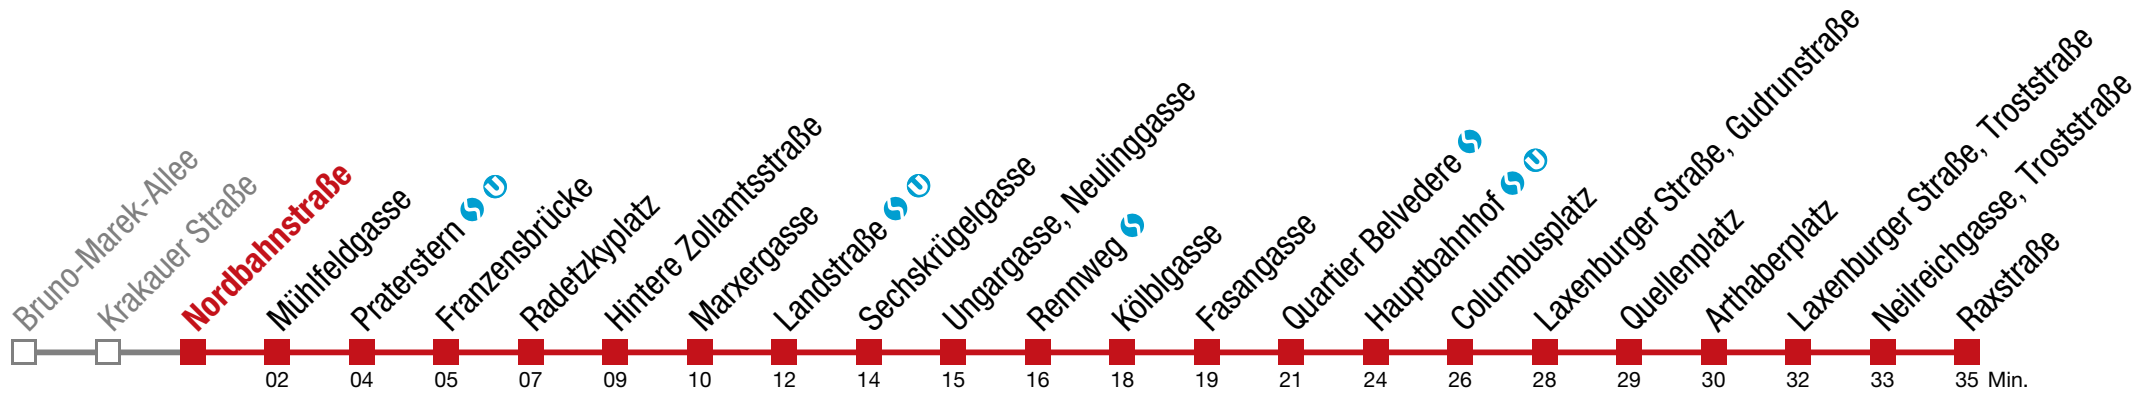 Bruno-Marek-Allee
Krakauer Straße
Nordbahnstraße
Mühlfeldgasse
Praterstern S U
Franzensbrücke
Radetzkyplatz
Hintere Zollamtsstraße
Marxergasse
Landstraße S U
Sechskrügelgasse
Ungargasse, Neulinggasse
Rennweg S
Kölblgasse
Fasangasse
Quartier Belvedere S
Hauptbahnhof S U
Columbusplatz
Laxenburger Straße, Gudrunstraße
Quellenplatz
Arthaberplatz
Laxenburger Straße, Troststraße
Neilreichgasse, Troststraße
Raxstraße
02 04 05 07 09 10 12 14 15 16 18 19 21 24 26 28 29 30 32 33 35 Min.